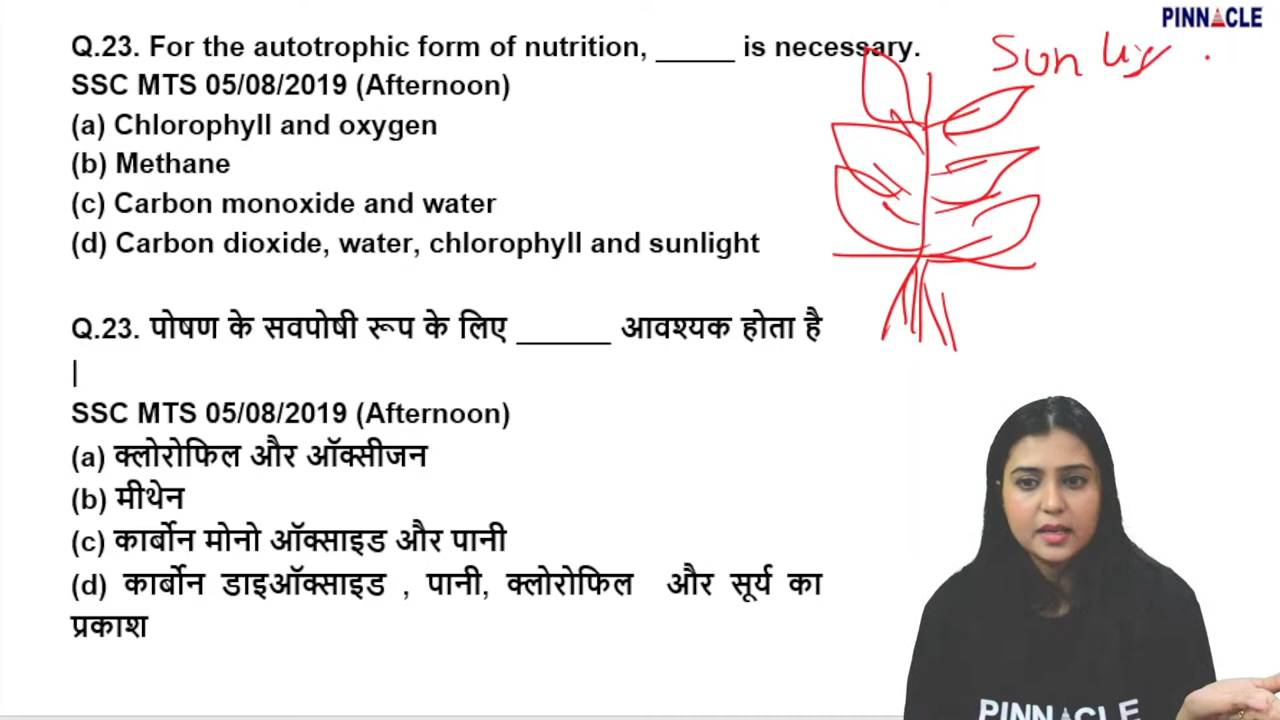 PINNACLE
Q.23. For the autotrophic form of nutrition, _____ is necessary.
Sun
SSC MTS 05/08/2019 (Afternoon)
(a) Chlorophyll and oxygen
(b) Methane
(c) Carbon monoxide and water
(d) Carbon dioxide, water, chlorophyll and sunlight
Q.23. पोषण के सवपोषी रूप के लिए ______ आवश्यक होता है
|
SSC MTS 05/08/2019 (Afternoon)
(a) क्लोरोफिल और ऑक्सीजन
(b) मीथेन
(c) कार्बोन मोनो ऑक्साइड और पानी
(d) कार्बोन डाइऑक्साइड , पानी, क्लोरोफिल और सूर्य का
प्रकाश
PINNACLE